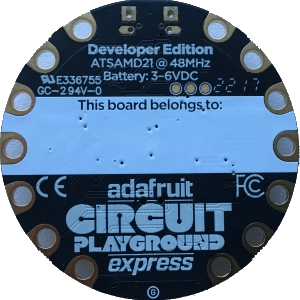 Developer Edition
ATSAMD21 @ 48MHz
Battery: 3-6VDC
E336755
GC-294V-0
2217
This board belongs to:
CE
FC
adafruit
CIRCUIT
PLAYGROUND
express
G